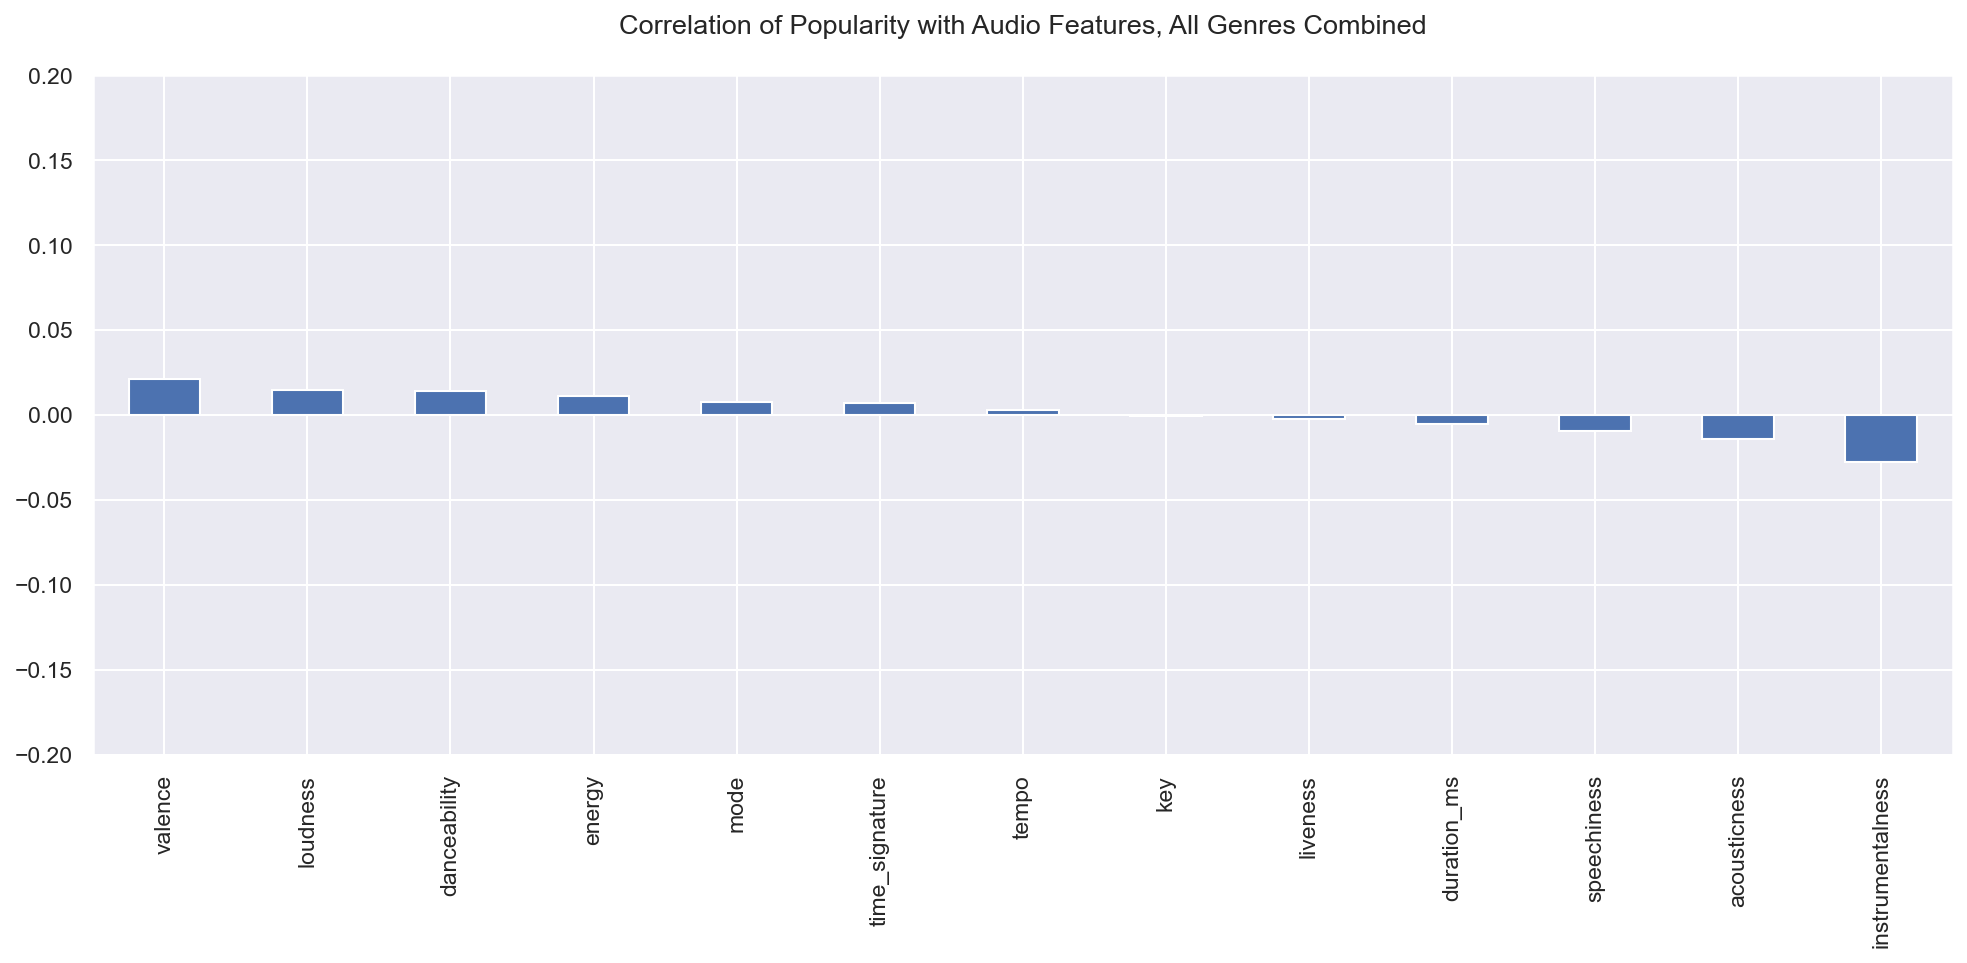 Correlation of Popularity with Audio Features, All Genres Combined
0.20
0.15
0.10
0.05
0.00
−0.05
−0.10
−0.15
−0.20
valence
loudness
danceability
energy
mode
time_signature
tempo
key
liveness
duration_ms
speechiness
acousticness
instrumentalness